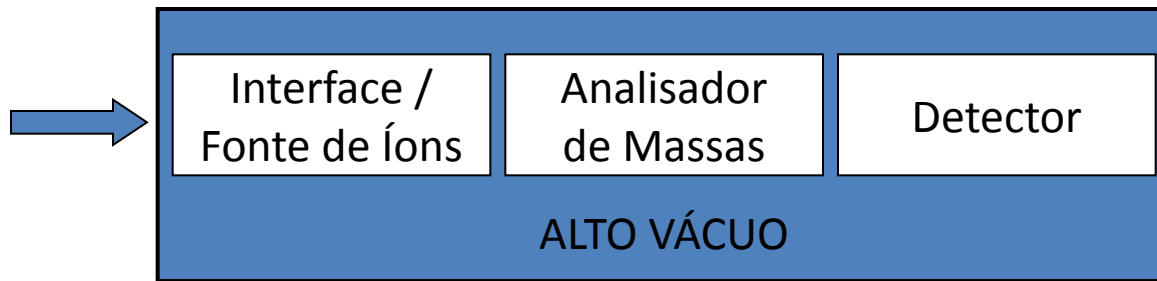 Interface /
Fonte de Íons
Analisador
de Massas
Detector
ALTO VÁCUO